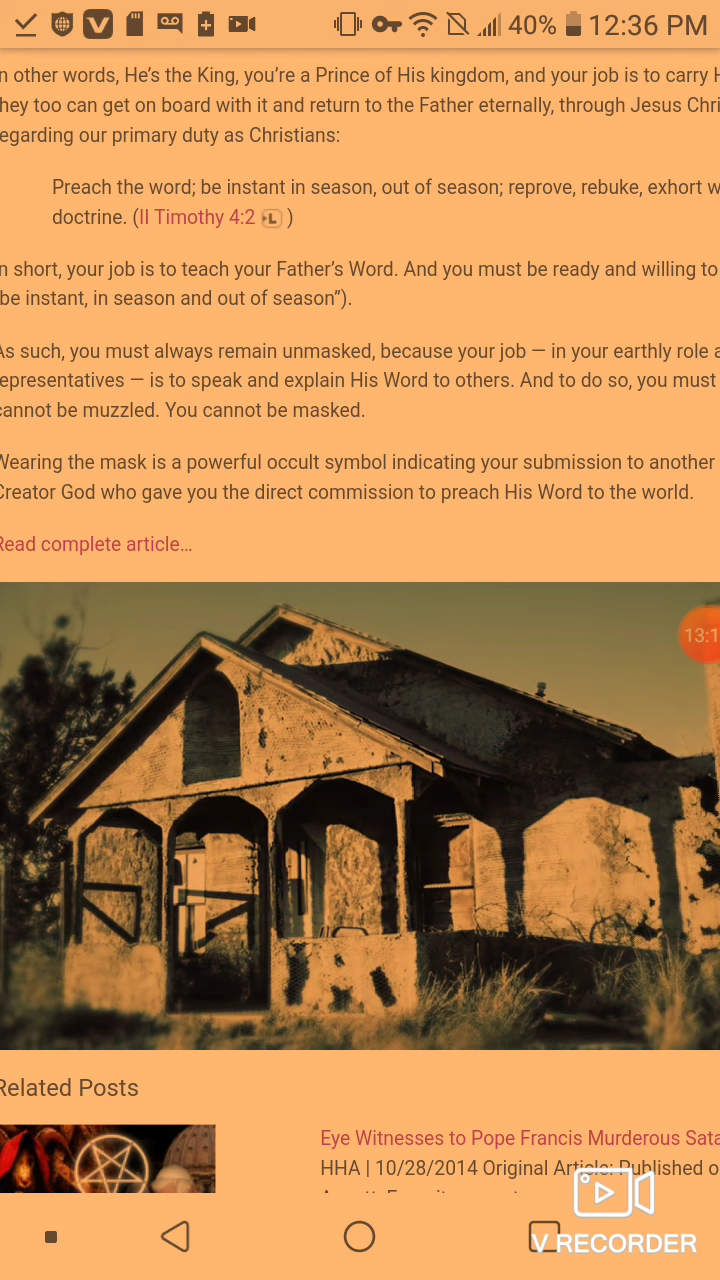 40% 12:36 PM
n other words, He’s the King, you’re a Prince of His kingdom, and your job is to carry H
hey too can get on board with it and return to the Father eternally, through Jesus Chri
egarding our primary duty as Christians:
Preach the word; be instant in season, out of season; reprove, rebuke, exhort w
doctrine. (II Timothy 4:2 L )
n short, your job is to teach your Father’s Word. And you must be ready and willing to
be instant, in season and out of season”).
As such, you must always remain unmasked, because your job — in your earthly role a
epresentatives — is to speak and explain His Word to others. And to do so, you must
cannot be muzzled. You cannot be masked.
Wearing the mask is a powerful occult symbol indicating your submission to another
Creator God who gave you the direct commission to preach His Word to the world.
Read complete article…
13:1
Related Posts
Eye Witnesses to Pope Francis Murderous Sata
HHA | 10/28/2014 Original Article: Published o
V RECORDER